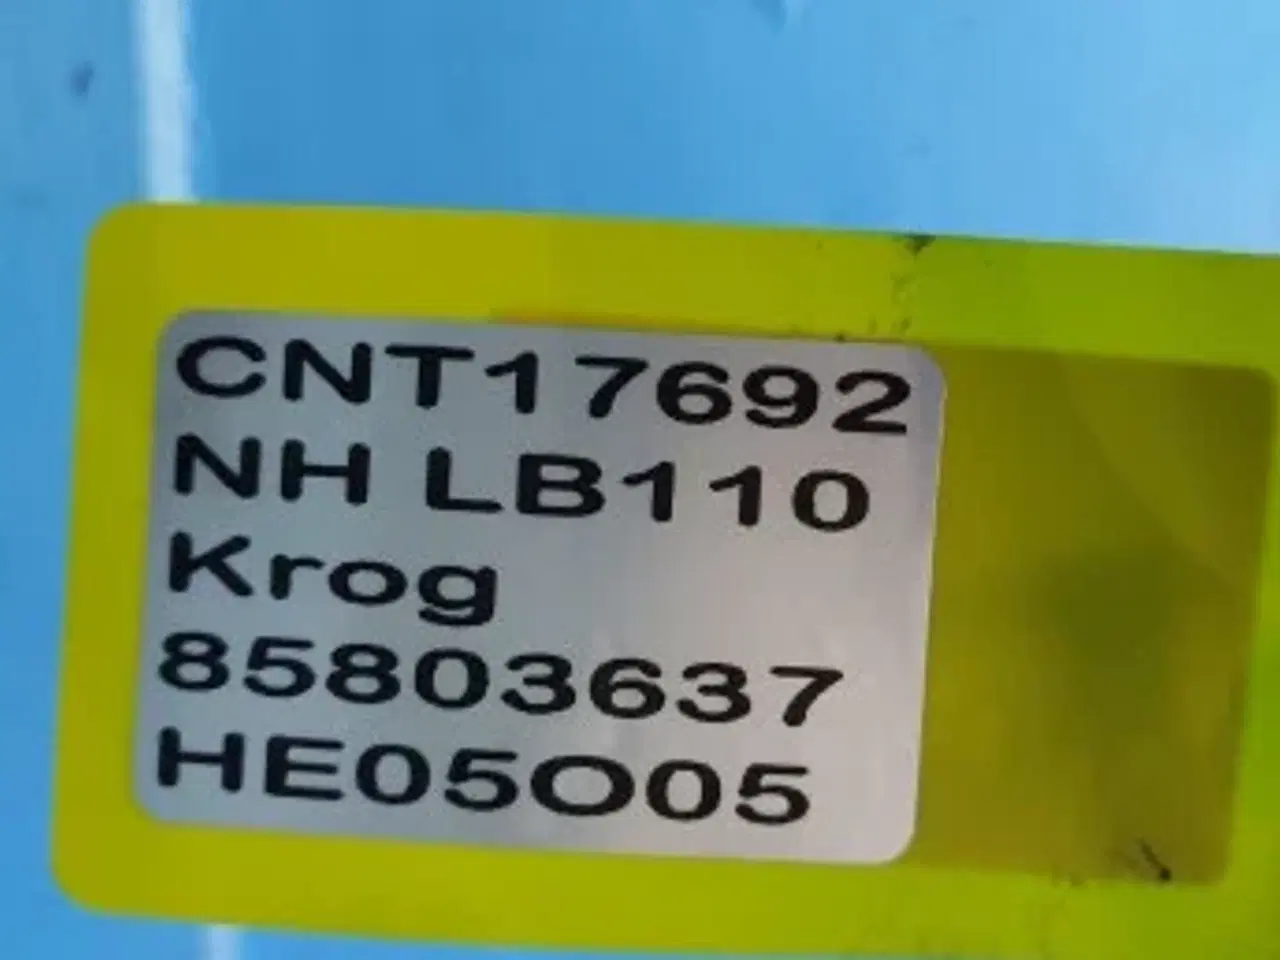 CNT17692
NH LB110
Krog
85803637
HE05O05